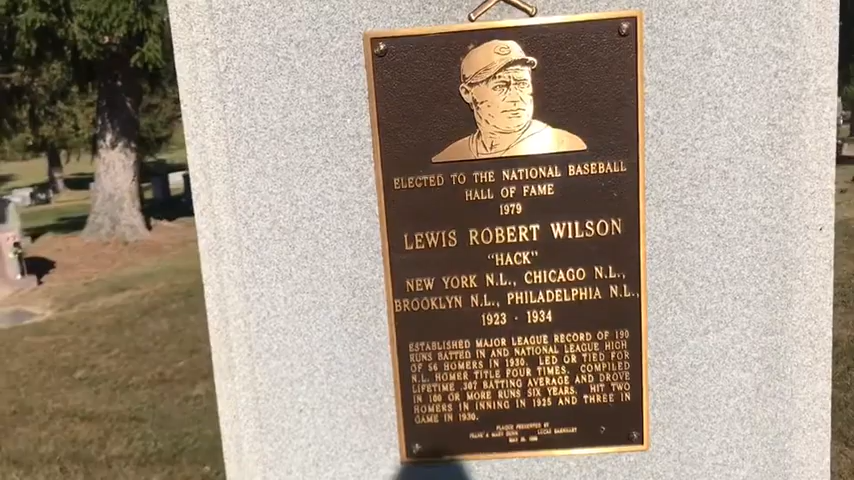 ELECTED TO THE NATIONAL BASEBALL
HALL OF FAME
1979
LEWIS ROBERT WILSON
"HACK"
NEW YORK N.L., CHICAGO N.L.,
BROOKLYN N.L., PHILADELPHIA N.L.,
1923 - 1934
ESTABLISHED MAJOR LEAGUE RECORD OF 190
RUNS BATTED IN AND NATIONAL LEAGUE HIGH
OF 56 HOMERS IN 1930. LED OR TIED FOR
N.L. HOMER TITLE FOUR TIMES. COMPILED
LIFETIME .307 BATTING AVERAGE AND DROVE
IN 100 OR MORE RUNS SIX YEARS. HIT TWO
HOMERS IN INNING IN 1925 AND THREE IN
GAME IN 1930.
PLAQUE PRESENTED BY
FRANK & MARY DUNN